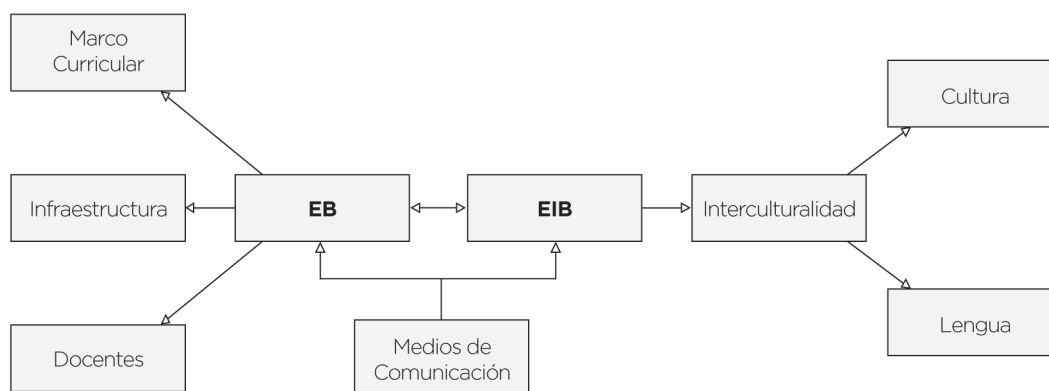 Marco
Curricular
Cultura
Infraestructura
EB
EIB
Interculturalidad
Docentes
Medios de
Comunicación
Lengua